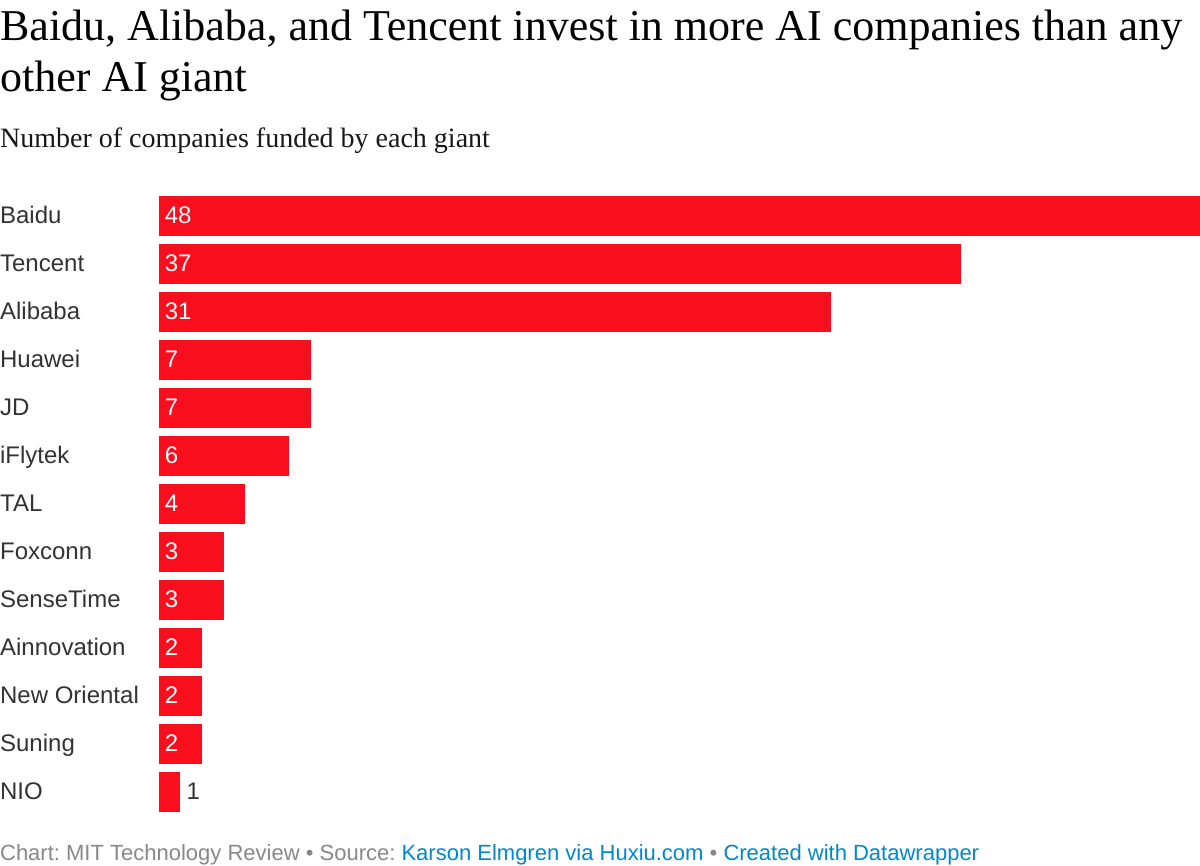 Baidu, Alibaba, and Tencent invest in more AI companies than any
other AI giant
Number of companies funded by each giant
Baidu 48
Tencent 37
Alibaba 31
Huawei 7
JD 7
iFlytek 6
TAL 4
Foxconn 3
SenseTime 3
Ainnovation 2
New Oriental 2
Suning 2
NIO 1
Chart: MIT Technology Review • Source: Karson Elmgren via Huxiu.com • Created with Datawrapper